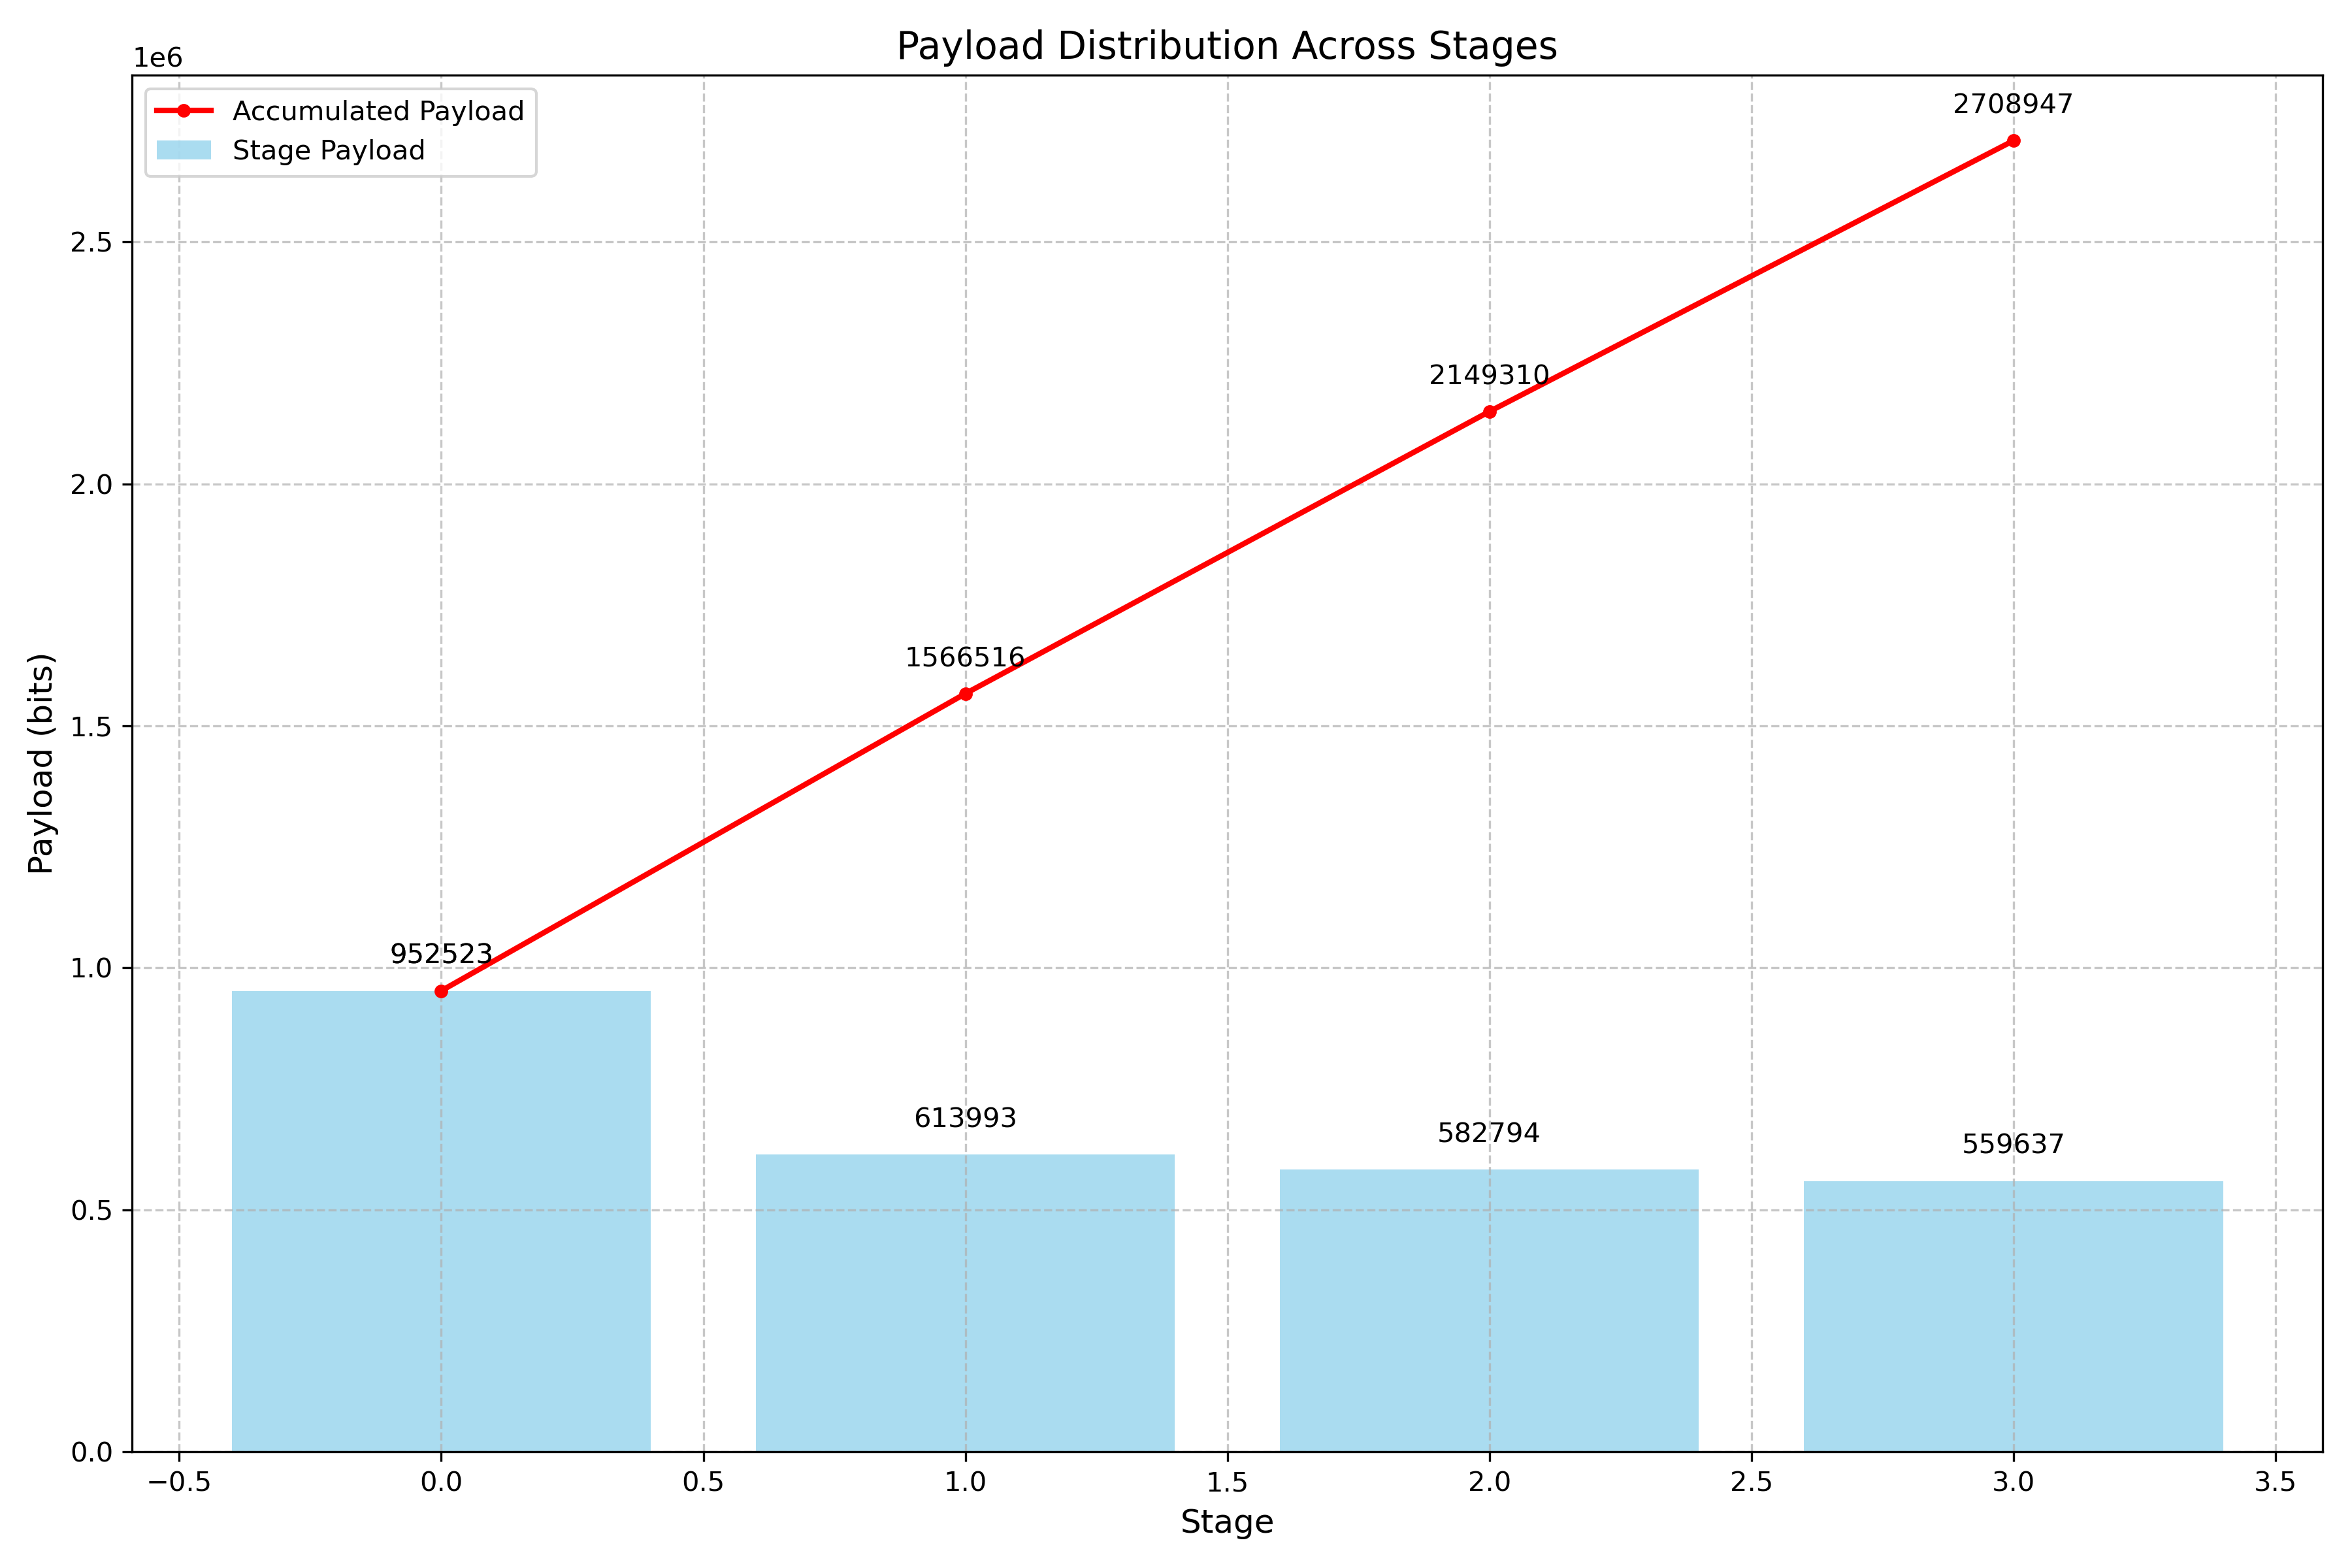 Payload Distribution Across Stages
1e6
Accumulated Payload
Stage Payload
2708947
2149310
1566516
952523
613993
582794
559637
2.5
2.0
1.5
1.0
0.5
0.0
Payload (bits)
−0.5 0.0 0.5 1.0 1.5 2.0 2.5 3.0 3.5
Stage